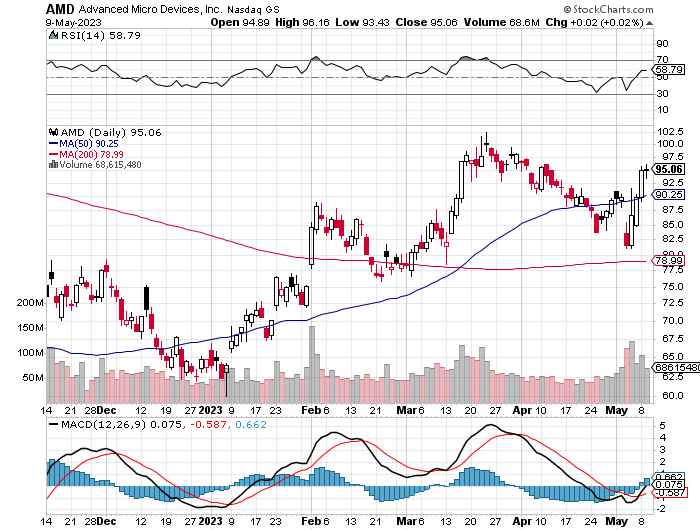 AMD Advanced Micro Devices, Inc. Nasdaq GS © StockCharts.com
9-May-2023 Open 94.89 High 96.16 Low 93.43 Close 95.06 Volume 68.6M Chg +0.02 (+0.02%)
RSI(14) 58.79
90
70
58.79
50
30
10
AMD (Daily) 95.06
MA(50) 90.25
MA(200) 78.99
Volume 68,615,480
102.5
100.0
97.5
95.06
92.5
90.25
87.5
85.0
82.5
80.0
78.99
77.5
75.0
72.5
70.0
67.5
65.0
68615480
62.5
60.0
200M
150M
100M
50M
14 21 28 Dec 12 19 27 2023 9 17 23 Feb 6 13 21 Mar 6 13 20 27 Apr 10 17 24 May 8
MACD(12,26,9) 0.075, -0.587, 0.662
5
4
3
2
1
0.662
0.075
-0.587
-1
-2
14 21 28 Dec 12 19 27 2023 9 17 23 Feb 6 13 21 Mar 6 13 20 27 Apr 10 17 24 May 8